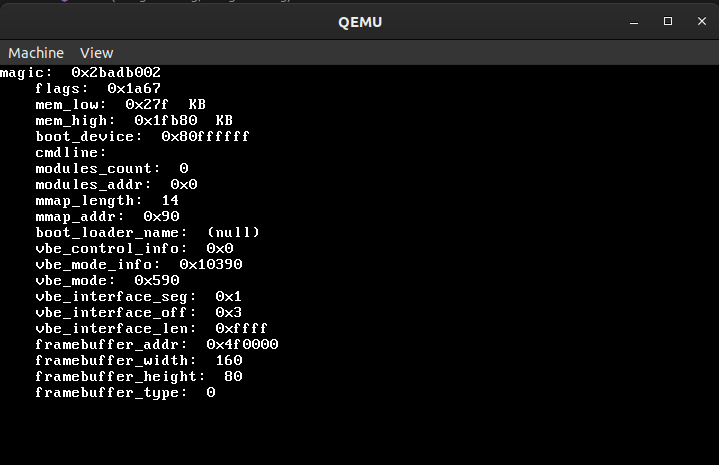 QEMU
Machine View
magic: 0x2badb002
flags: 0x1a67
mem_low: 0x27f KB
mem_high: 0x1fb80 KB
boot_device: 0x80ffffff
cmdline:
modules_count: 0
modules_addr: 0x0
mmap_length: 14
mmap_addr: 0x90
boot_loader_name: (null)
vbe_control_info: 0x0
vbe_mode_info: 0x10390
vbe_mode: 0x590
vbe_interface_seg: 0x1
vbe_interface_off: 0x3
vbe_interface_len: 0xffff
framebuffer_addr: 0x4f0000
framebuffer_width: 160
framebuffer_height: 80
framebuffer_type: 0